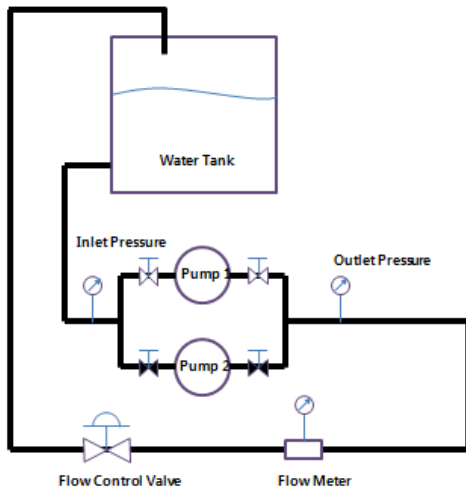 Water Tank
Inlet Pressure
Pump 1
Outlet Pressure
Pump 2
Flow Control Valve
Flow Meter